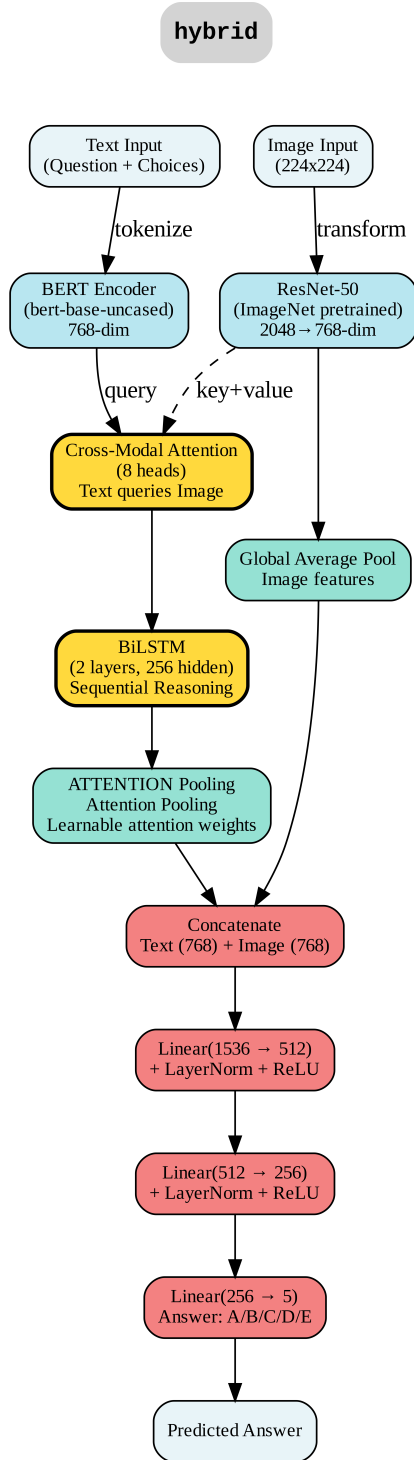 hybrid
Text Input
(Question + Choices)
Image Input
(224x224)
tokenize
transform
BERT Encoder
(bert-base-uncased)
768-dim
ResNet-50
(ImageNet pretrained)
2048→768-dim
query
key+value
Cross-Modal Attention
(8 heads)
Text queries Image
Global Average Pool
Image features
BiLSTM
(2 layers, 256 hidden)
Sequential Reasoning
ATTENTION Pooling
Attention Pooling
Learnable attention weights
Concatenate
Text (768) + Image (768)
Linear(1536 → 512)
+ LayerNorm + ReLU
Linear(512 → 256)
+ LayerNorm + ReLU
Linear(256 → 5)
Answer: A/B/C/D/E
Predicted Answer